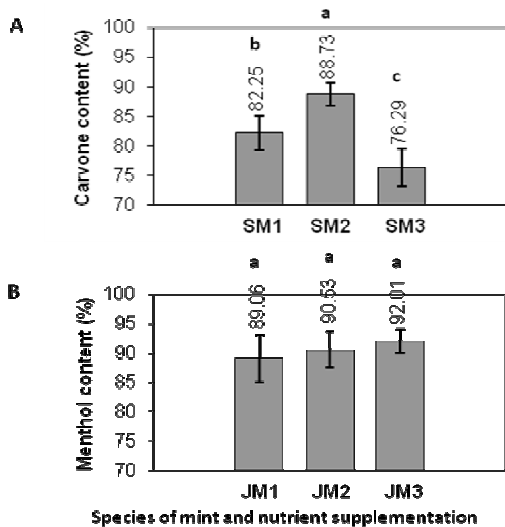 A
Carvone content (%)
100
95
90
85
80
75
70
b
a
c
82.25
88.73
76.29
SM1 SM2 SM3
B
Menthol content (%)
100
95
90
85
80
75
70
a a a
89.06
90.53
92.01
JM1 JM2 JM3
Species of mint and nutrient supplementation